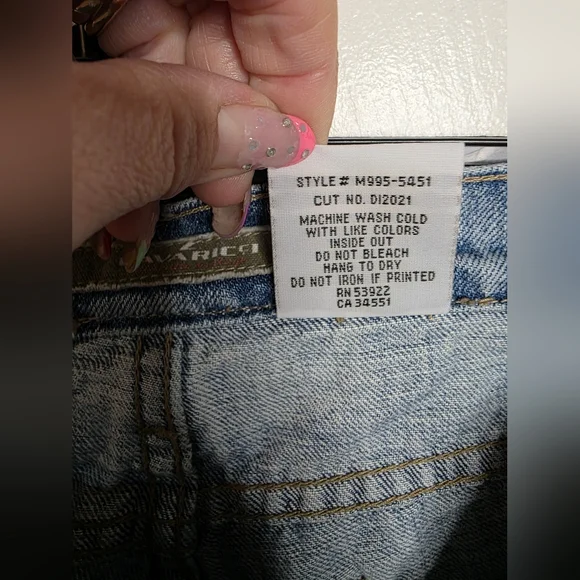 STYLE# M995-5451
CUT NO. DI2021
MACHINE WASH COLD
WITH LIKE COLORS
INSIDE OUT
DO NOT BLEACH
HANG TO DRY
DO NOT IRON IF PRINTED
RN 53922
CA 34551